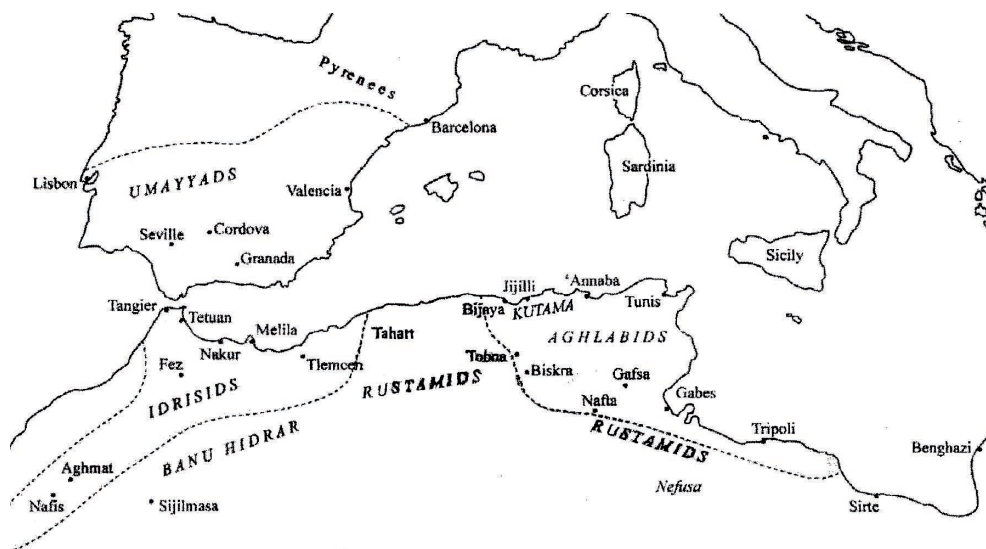 Pyrenees
Corsica
Barcelona
Sardinia
Lisbon
UMAYYADS
Valencia
Seville
Cordova
Granada
Sicily
Tangier
Tetuan
Melila
Nakur
Fez
Tlemcen
Tahart
Bijaya
Jijilli
'Annaba
Tunis
KUTAMA
AGHLABIDS
Tobna
Biskra
Gafsa
Nafta
Gabes
IDRISIDS
RUSTAMIDS
BANU HIDRAR
RUSTAMIDS
Tripoli
Benghazi
Aghmat
Nafis
Sijilmasa
Nefusa
Sirte